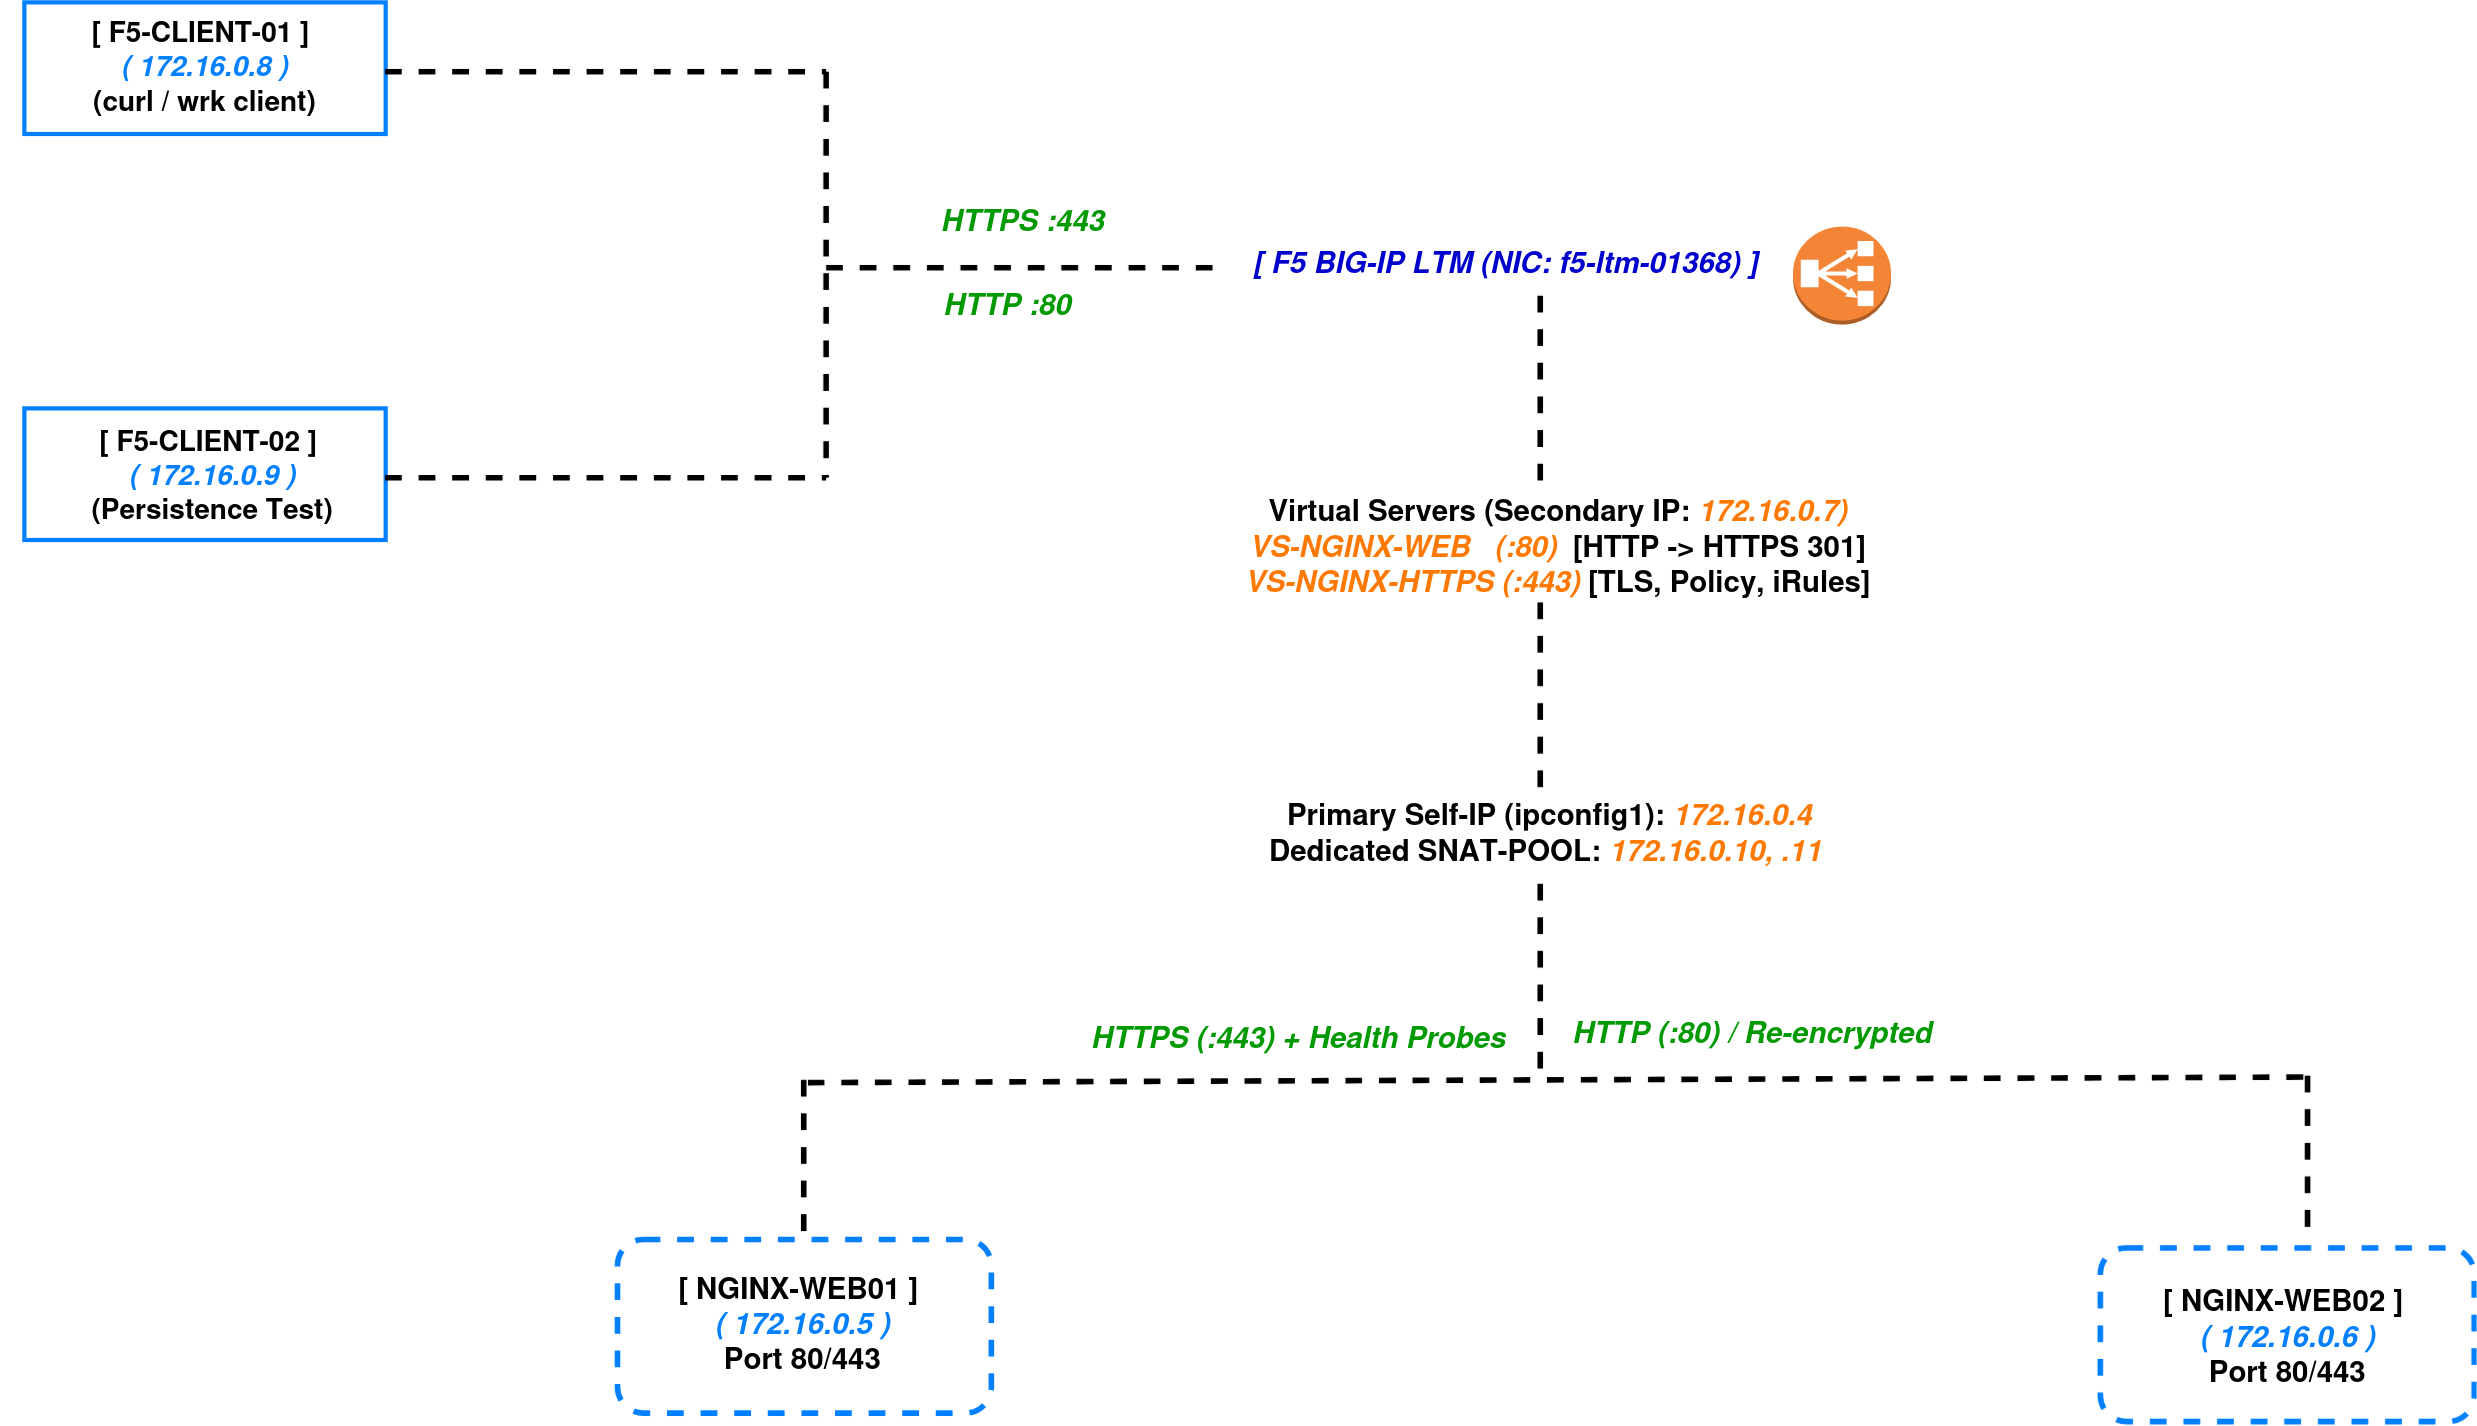 [ F5-CLIENT-01 ]
( 172.16.0.8 )
(curl / wrk client)
HTTPS :443
[ F5 BIG-IP LTM (NIC: f5-ltm-01368) ]
HTTP :80
[ F5-CLIENT-02 ]
( 172.16.0.9 )
(Persistence Test)
Virtual Servers (Secondary IP: 172.16.0.7)
VS-NGINX-WEB (:80) [HTTP -> HTTPS 301]
VS-NGINX-HTTPS (:443) [TLS, Policy, iRules]
Primary Self-IP (ipconfig1): 172.16.0.4
Dedicated SNAT-POOL: 172.16.0.10, .11
HTTPS (:443) + Health Probes
HTTP (:80) / Re-encrypted
[ NGINX-WEB01 ]
( 172.16.0.5 )
Port 80/443
[ NGINX-WEB02 ]
( 172.16.0.6 )
Port 80/443